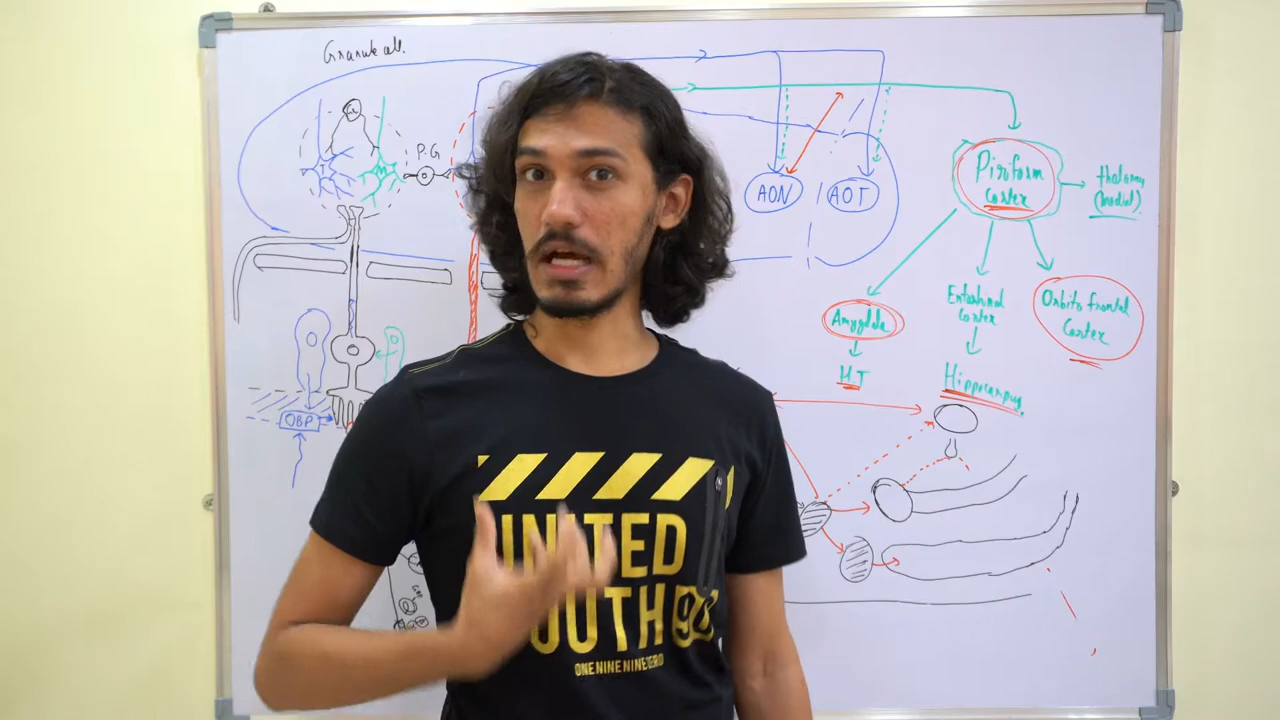 Granule cell.
P.G
M
AON
AOT
Piriform
Cortex
thalamus
(medial).
Amygdala
H.T
Entorhinal
Cortex
Hippocampus
Orbito frontal
Cortex
OBP
UNITED
YOUTH 90
ONE NINE NINE ZERO